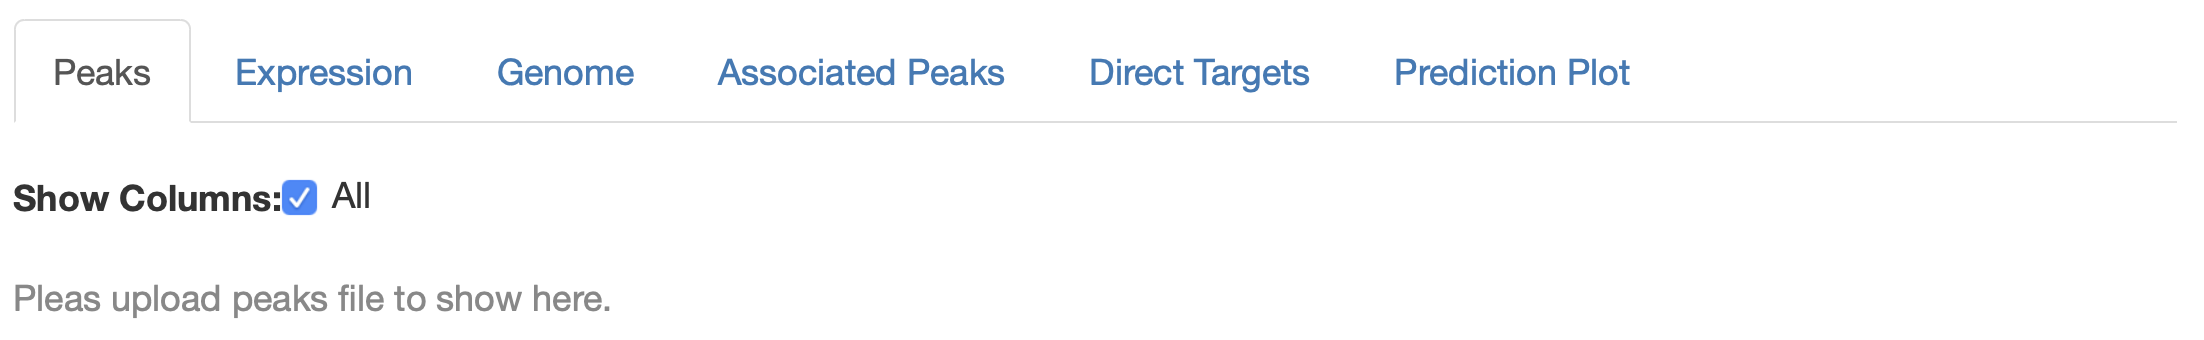 Peaks Expression Genome Associated Peaks Direct Targets Prediction Plot
Show Columns: All
Pleas upload peaks file to show here.